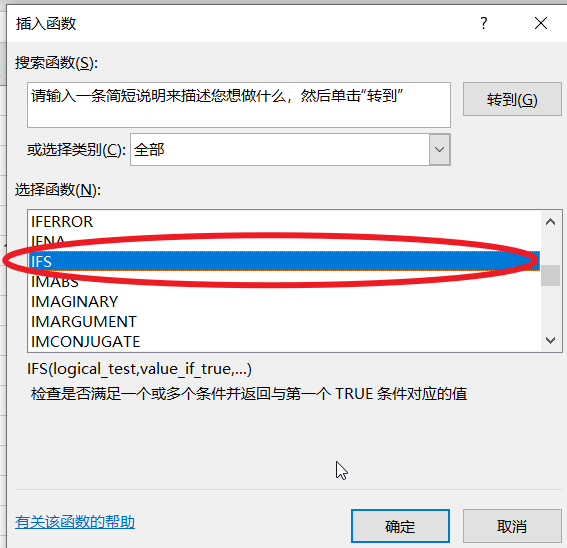 插入函数
?
搜索函数(S):
请输入一条简短说明来描述您想做什么，然后单击“转到”
转到(G)
或选择类别(C): 全部
选择函数(N):
IFERROR
IFNA
IFS
IMABS
IMAGINARY
IMARGUMENT
IMCONJUGATE
IFS(logical_test,value_if_true,...)
检查是否满足一个或多个条件并返回与第一个 TRUE 条件对应的值
有关该函数的帮助
确定
取消